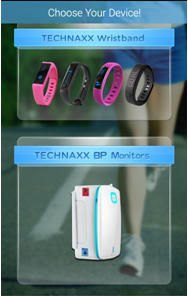 Choose Your Device!
TECHNAXX Wristband
TECHNAXX BP Monitors